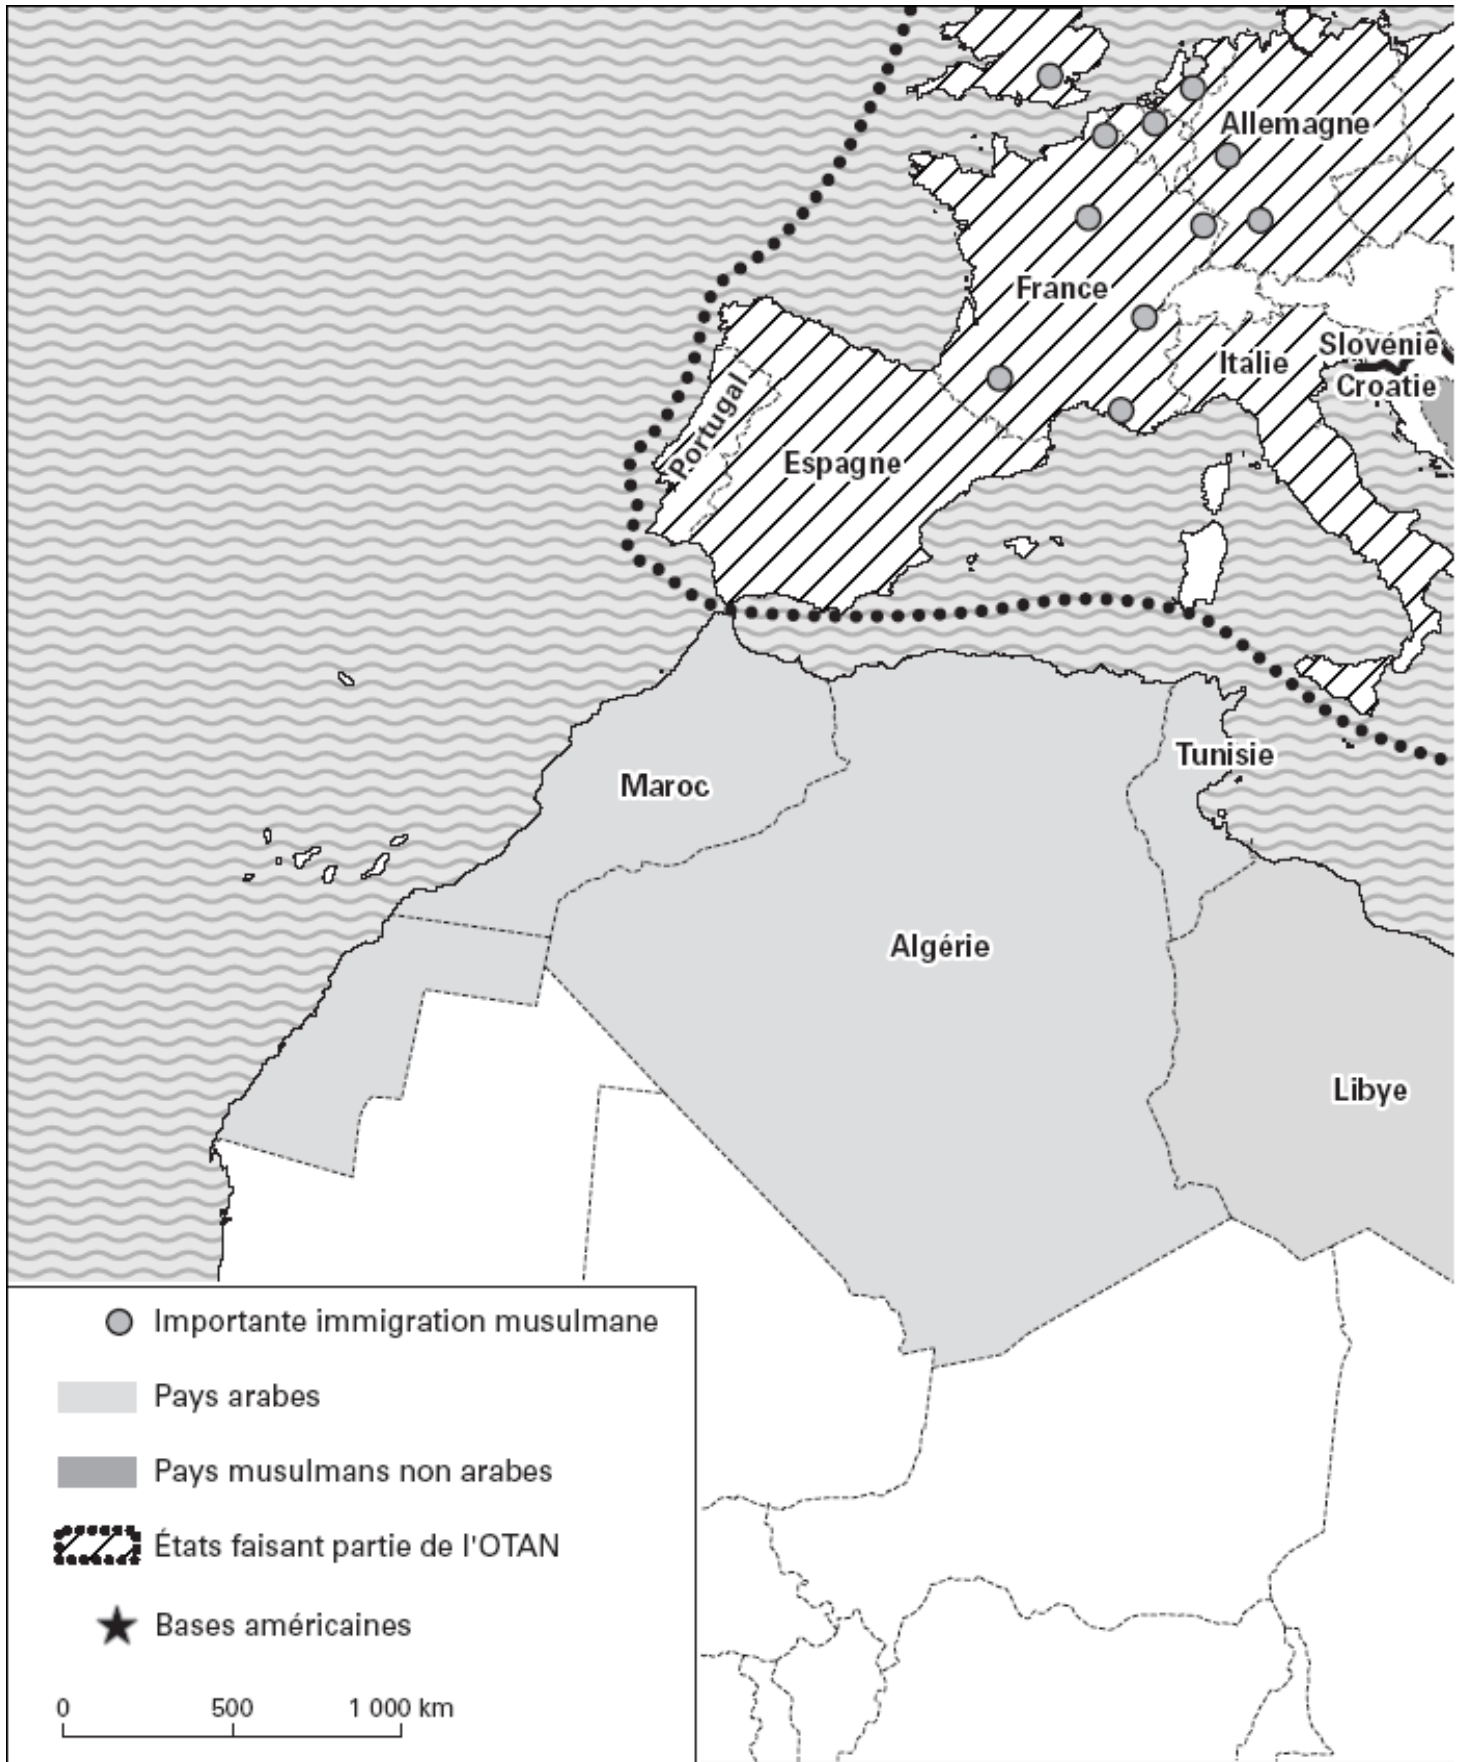 Allemagne
France
Italie
Slovénie
Croatie
Portugal
Espagne
Tunisie
Maroc
Algérie
Libye
Importante immigration musulmane
Pays arabes
Pays musulmans non arabes
États faisant partie de l'OTAN
Bases américaines
0 500 1 000 km